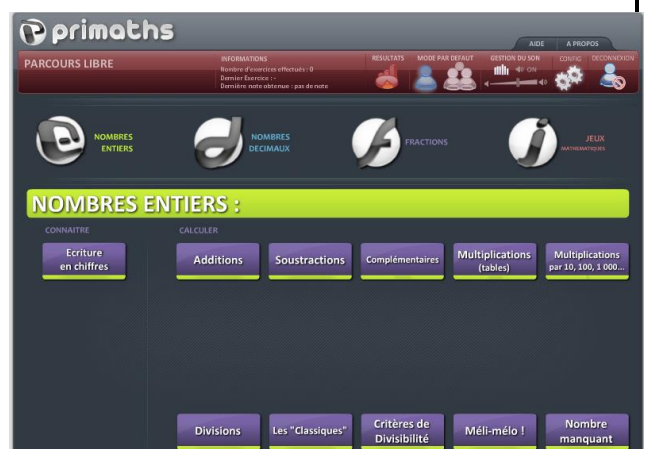 primaths
AIDE A PROPOS
PARCOURS LIBRE
INFORMATIONS
Nombre d'exercices effectués : 0
Dernier Exercice : -
Dernière note obtenue : pas de note
RESULTATS
MODE PAR DEFAUT
GESTION DU SON
ON
CONFIG
DECONNEXION
NOMBRES
ENTIERS
NOMBRES
DECIMAUX
FRACTIONS
JEUX
MATHEMATIQUES
NOMBRES ENTIERS :
CONNAITRE
Ecriture
en chiffres
CALCULER
Additions
Soustractions
Complémentaires
Multiplications
(tables)
Multiplications
par 10, 100, 1 000...
Divisions
Les "Classiques"
Critères de
Divisibilité
Méli-mélo !
Nombre
manquant